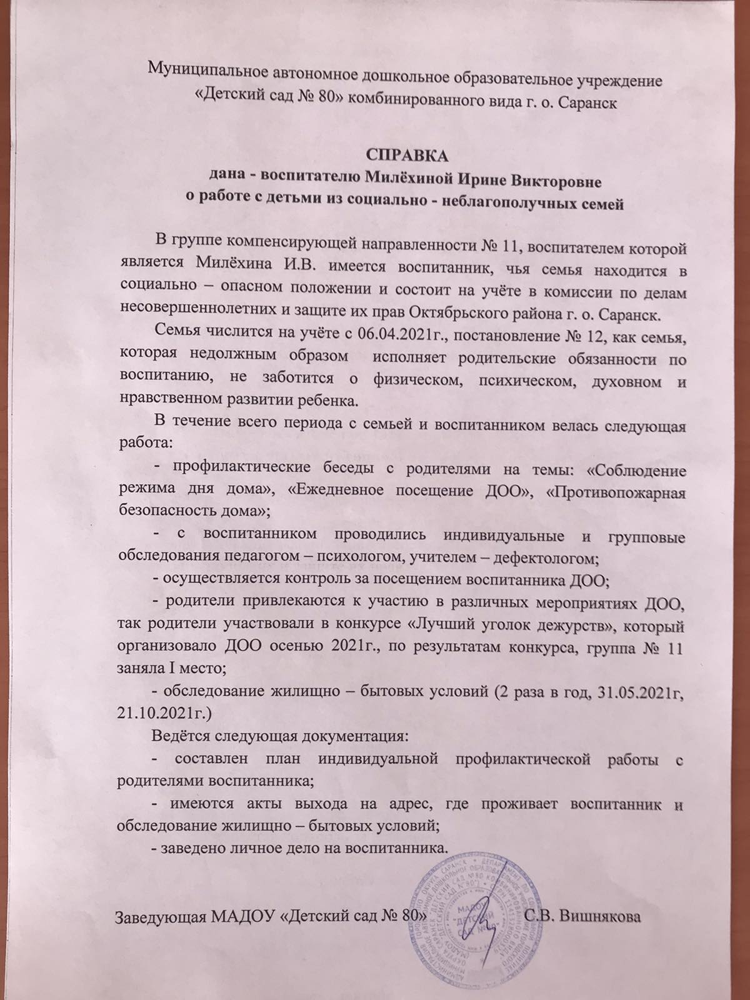 Муниципальное автономное дошкольное образовательное учреждение
«Детский сад № 80» комбинированного вида г. о. Саранск
СПРАВКА
дана - воспитателю Милёхиной Ирине Викторовне
о работе с детьми из социально - неблагополучных семей
В группе компенсирующей направленности № 11, воспитателем которой
является Милёхина И.В. имеется воспитанник, чья семья находится в
социально – опасном положении и состоит на учёте в комиссии по делам
несовершеннолетних и защите их прав Октябрьского района г. о. Саранск.
Семья числится на учёте с 06.04.2021г., постановление № 12, как семья,
которая недолжным образом исполняет родительские обязанности по
воспитанию, не заботится о физическом, психическом, духовном и
нравственном развитии ребенка.
В течение всего периода с семьей и воспитанником велась следующая
работа:
- профилактические беседы с родителями на темы: «Соблюдение
режима дня дома», «Ежедневное посещение ДОО», «Противопожарная
безопасность дома»;
- с воспитанником проводились индивидуальные и групповые
обследования педагогом – психологом, учителем – дефектологом;
- осуществляется контроль за посещением воспитанника ДОО;
- родители привлекаются к участию в различных мероприятиях ДОО,
так родители участвовали в конкурсе «Лучший уголок дежурств», который
организовало ДОО осенью 2021г., по результатам конкурса, группа № 11
заняла I место;
- обследование жилищно – бытовых условий (2 раза в год, 31.05.2021г,
21.10.2021г.)
Ведётся следующая документация:
- составлен план индивидуальной профилактической работы с
родителями воспитанника;
- имеются акты выхода на адрес, где проживает воспитанник и
обследование жилищно – бытовых условий;
- заведено личное дело на воспитанника.
Заведующая МАДОУ «Детский сад № 80» С.В. Вишнякова
МАДОУ
"ДЕТСКИЙ
САД №80"